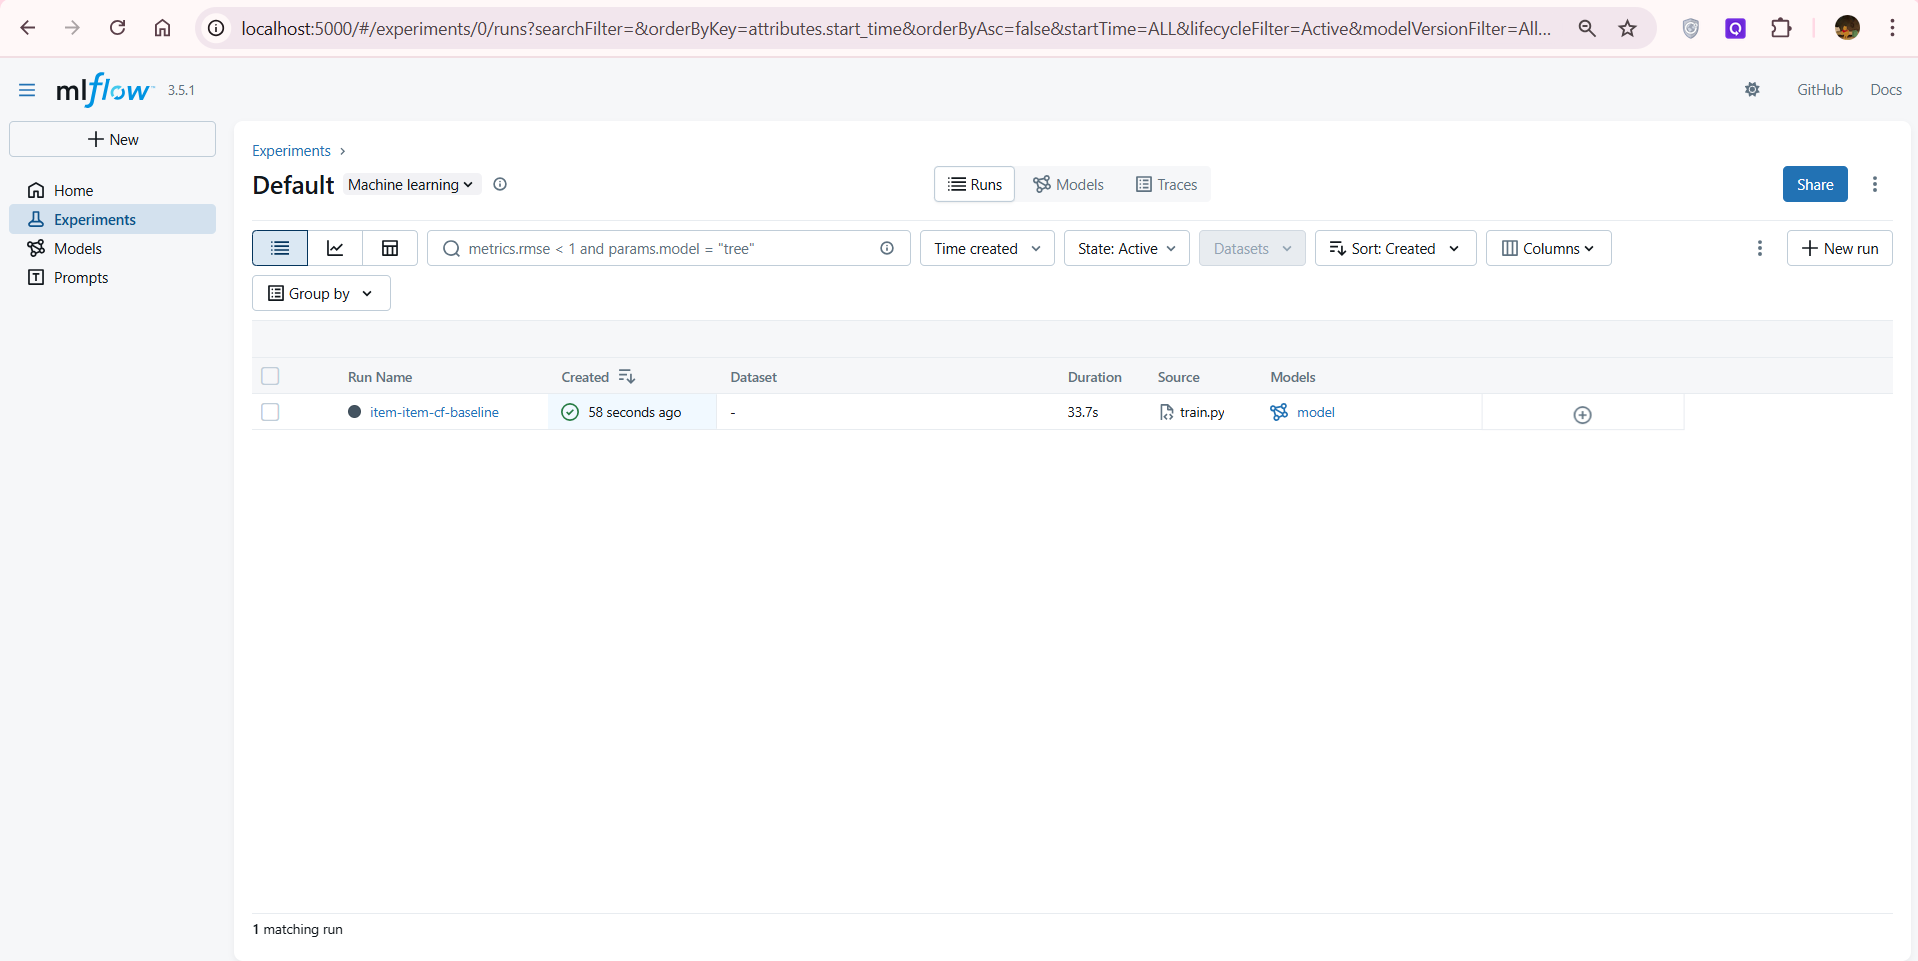 localhost:5000/#/experiments/0/runs?searchFilter=&orderByKey=attributes.start_time&orderByAsc=false&startTime=ALL&lifecycleFilter=Active&modelVersionFilter=All...
mlflow 3.5.1
GitHub
Docs
New
Home
Experiments
Models
Prompts
Experiments
Default
Machine learning
Runs
Models
Traces
Share
metrics.rmse < 1 and params.model = "tree"
Time created
State: Active
Datasets
Sort: Created
Columns
New run
Group by
Run Name Created Dataset Duration Source Models
item-item-cf-baseline 58 seconds ago - 33.7s train.py model
1 matching run